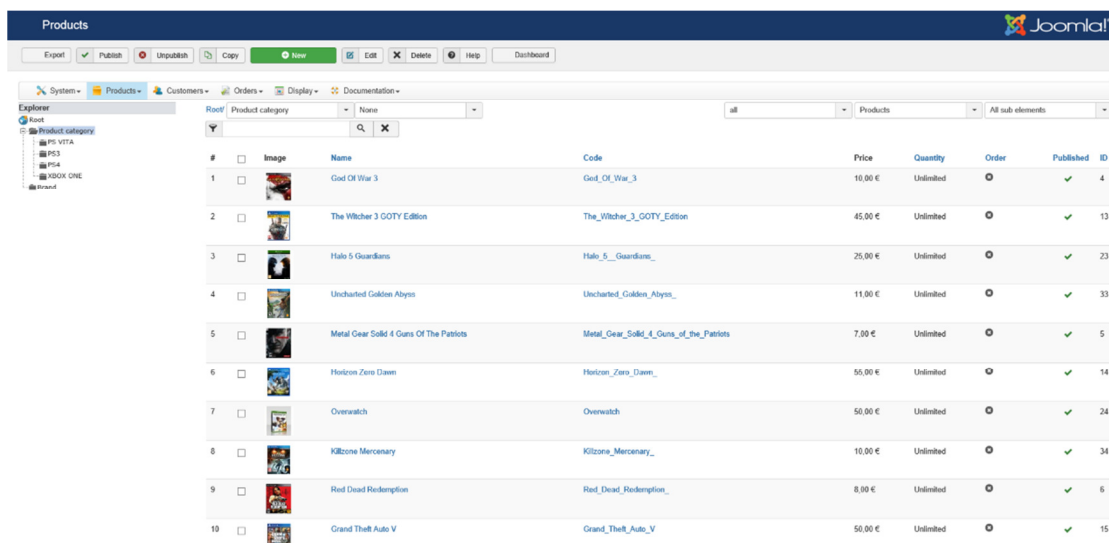 Products
Joomla!
Export Publish Unpublish Copy New Edit Delete Help Dashboard
System Products Customers Orders Display Documentation
Explorer
Root
Product category
PS VITA
PS3
PS4
XBOX ONE
Brand
Root/ Product category None all Products All sub elements
# Image Name Code Price Quantity Order Published ID
1 God Of War 3 God_Of_War_3 10,00 € Unlimited 4
2 The Witcher 3 GOTY Edition The_Witcher_3_GOTY_Edition 45,00 € Unlimited 13
3 Halo 5 Guardians Halo_5__Guardians_ 25,00 € Unlimited 23
4 Uncharted Golden Abyss Uncharted_Golden_Abyss_ 11,00 € Unlimited 33
5 Metal Gear Solid 4 Guns Of The Patriots Metal_Gear_Solid_4_Guns_of_the_Patriots 7,00 € Unlimited 5
6 Horizon Zero Dawn Horizon_Zero_Dawn_ 55,00 € Unlimited 14
7 Overwatch Overwatch 50,00 € Unlimited 24
8 Killzone Mercenary Killzone_Mercenary_ 10,00 € Unlimited 34
9 Red Dead Redemption Red_Dead_Redemption_ 8,00 € Unlimited 6
10 Grand Theft Auto V Grand_Theft_Auto_V 50,00 € Unlimited 15